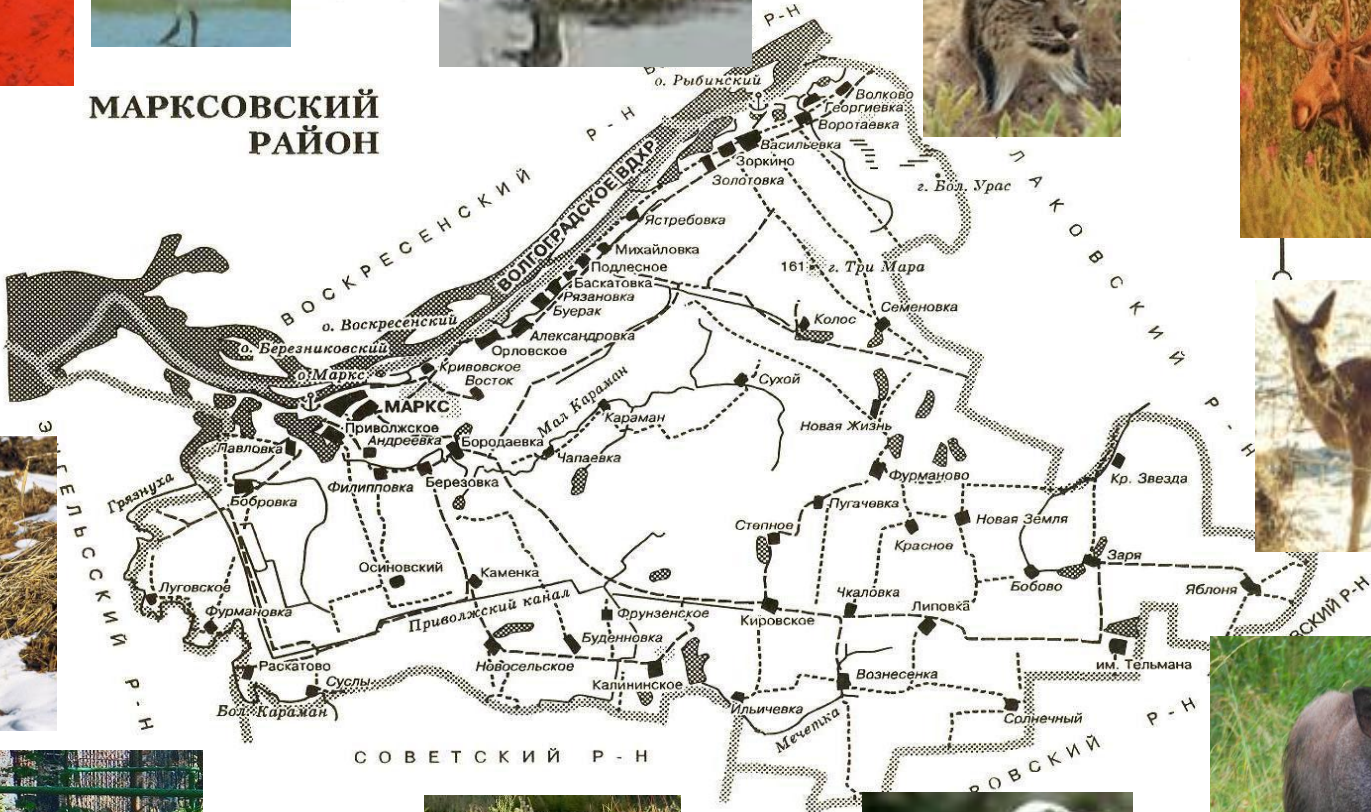 МАРКСОВСКИЙ
РАЙОН
Р-Н
о. Рыбинский
Волково
Георгиевка
Воротаевка
Васильевка
Зоркино
Золотовка
г. Бол. Урас
ВОСКРЕСЕНСКИЙ Р-Н
ВОЛГОГРАДСКОЕ ВДХР.
Ястребовка
Михайловка
Подлесное
Баскатовка
Рязановка
Буерак
161
г. Три Мара
Семеновка
Колос
о. Воскресенский
Александровка
Орловское
о. Березниковский
о. Маркс
Кривовское
Восток
МАРКС
Сухой
Мал Караман
Караман
Новая Жизнь
Приволжское
Андреевка
Бородаевка
Чапаевка
Павловка
Филипповка
Березовка
Фурманово
Кр. Звезда
Грязнуха
Бобровка
Пугачевка
Степное
Новая Земля
Красное
Заря
Бобово
Яблоня
Осиновский
Каменка
Луговское
Фурмановка
Приволжский канал
Фрунзенское
Кировское
Чкаловка
Липовка
Буденновка
Новосельское
Калининское
им. Тельмана
Раскатово
Суслы
Бол. Караман
Вознесенка
Ильичевка
Мечетка
Солнечный
ЛАКОВСКИЙ Р-Н
ЭНГЕЛЬССКИЙ Р-Н
СОВЕТСКИЙ Р-Н
РОВСКИЙ Р-Н
ОВСКИЙ Р-Н